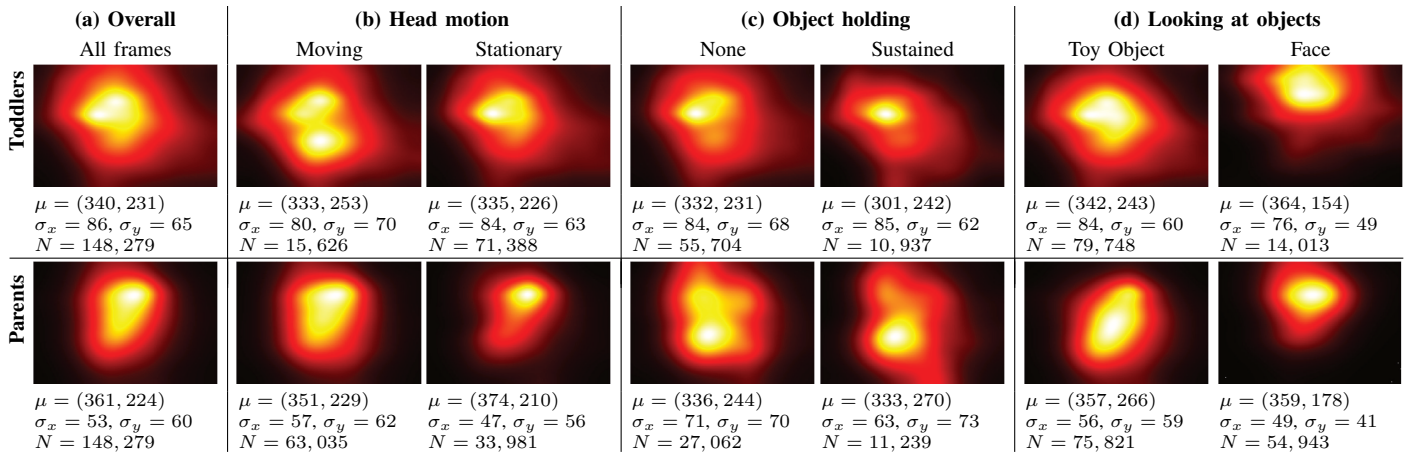 (a) Overall (b) Head motion (c) Object holding (d) Looking at objects
All frames Moving Stationary None Sustained Toy Object Face
Toddlers
μ = (340, 231) μ = (333, 253) μ = (335, 226) μ = (332, 231) μ = (301, 242) μ = (342, 243) μ = (364, 154)
σx = 86, σy = 65 σx = 80, σy = 70 σx = 84, σy = 63 σx = 84, σy = 68 σx = 85, σy = 62 σx = 84, σy = 60 σx = 76, σy = 49
N = 148, 279 N = 15, 626 N = 71, 388 N = 55, 704 N = 10, 937 N = 79, 748 N = 14, 013
Parents
μ = (361, 224) μ = (351, 229) μ = (374, 210) μ = (336, 244) μ = (333, 270) μ = (357, 266) μ = (359, 178)
σx = 53, σy = 60 σx = 57, σy = 62 σx = 47, σy = 56 σx = 71, σy = 70 σx = 63, σy = 73 σx = 56, σy = 59 σx = 49, σy = 41
N = 148, 279 N = 63, 035 N = 33, 981 N = 27, 062 N = 11, 239 N = 75, 821 N = 54, 943